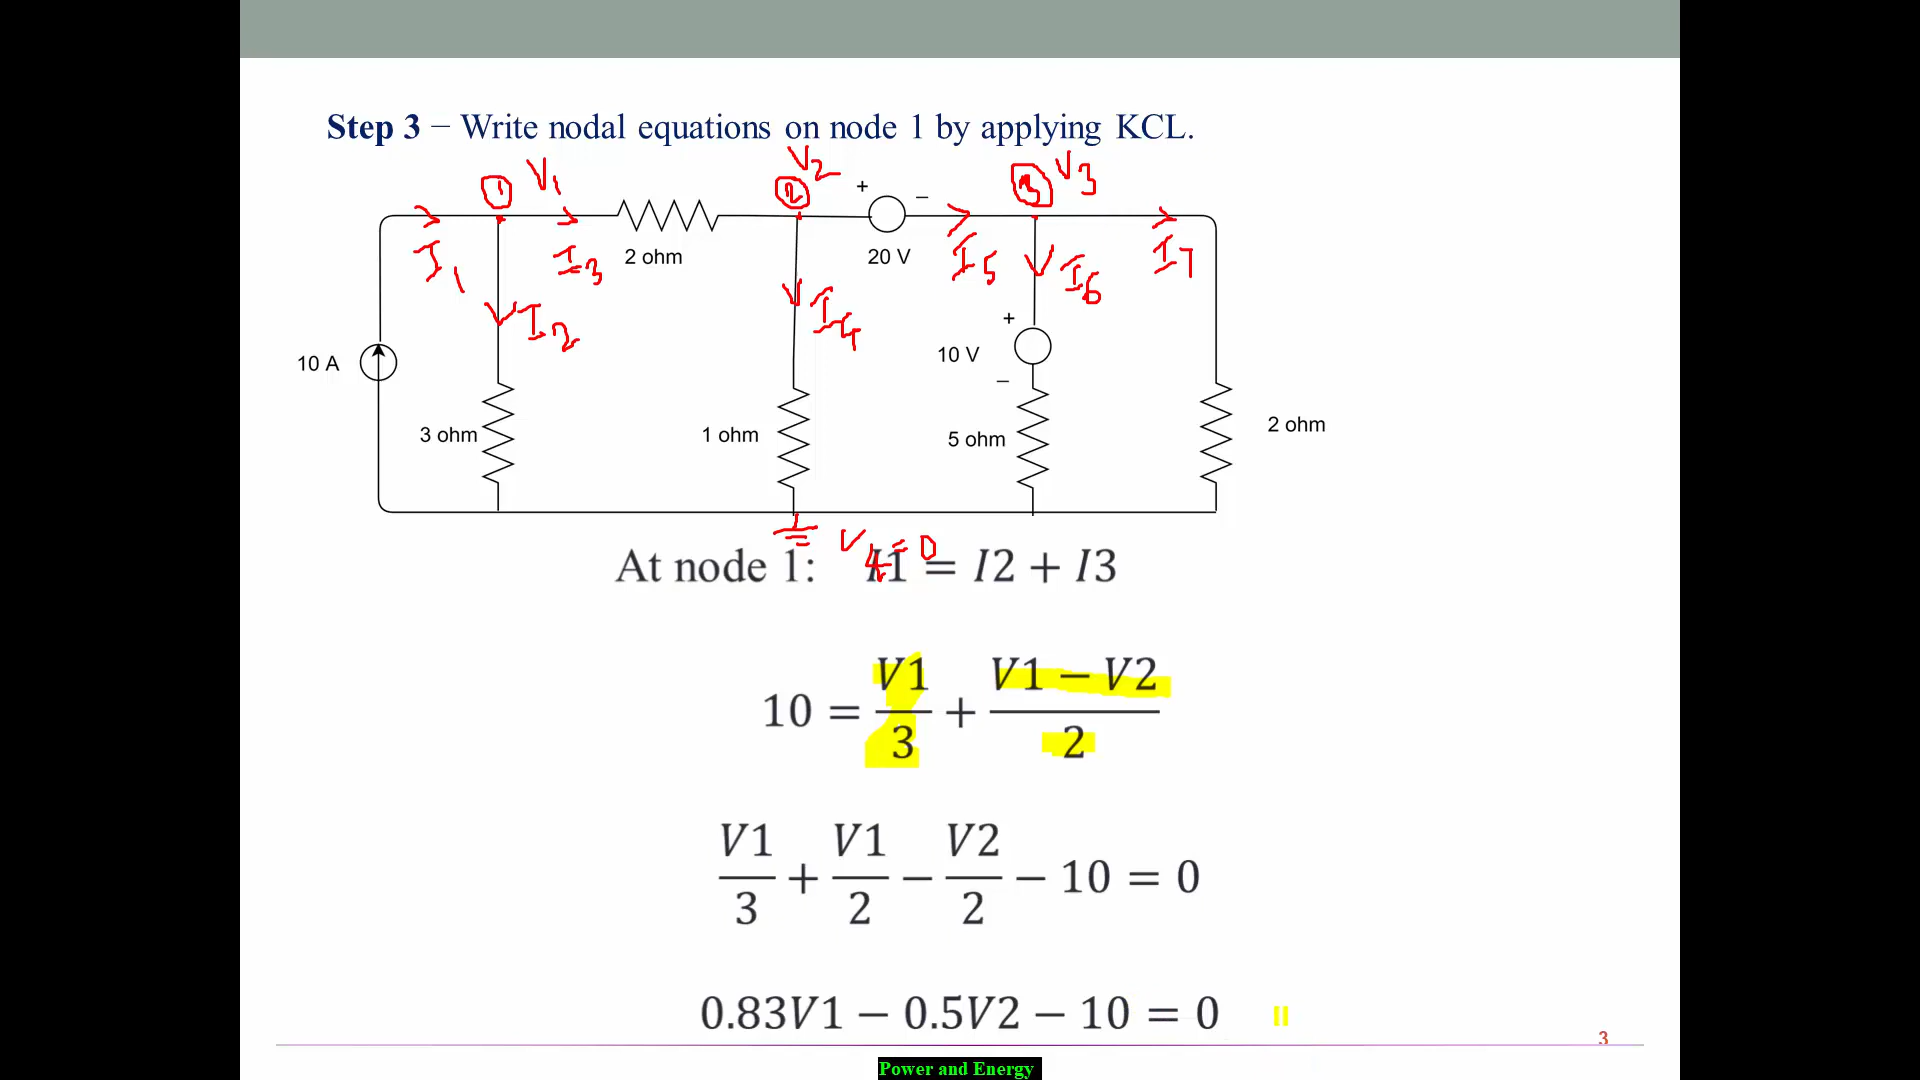 Step 3 − Write nodal equations on node 1 by applying KCL.
V1 V2 V3
1 2 3
+ −
I1 I3 2 ohm 20 V I5 I6 I7
I2 I4
10 A + 10 V −
3 ohm 1 ohm 5 ohm 2 ohm
V4 = 0
At node 1: I1 = I2 + I3
10 = V1/3 + (V1 − V2)/2
V1/3 + V1/2 − V2/2 − 10 = 0
0.83V1 − 0.5V2 − 10 = 0
3
Power and Energy